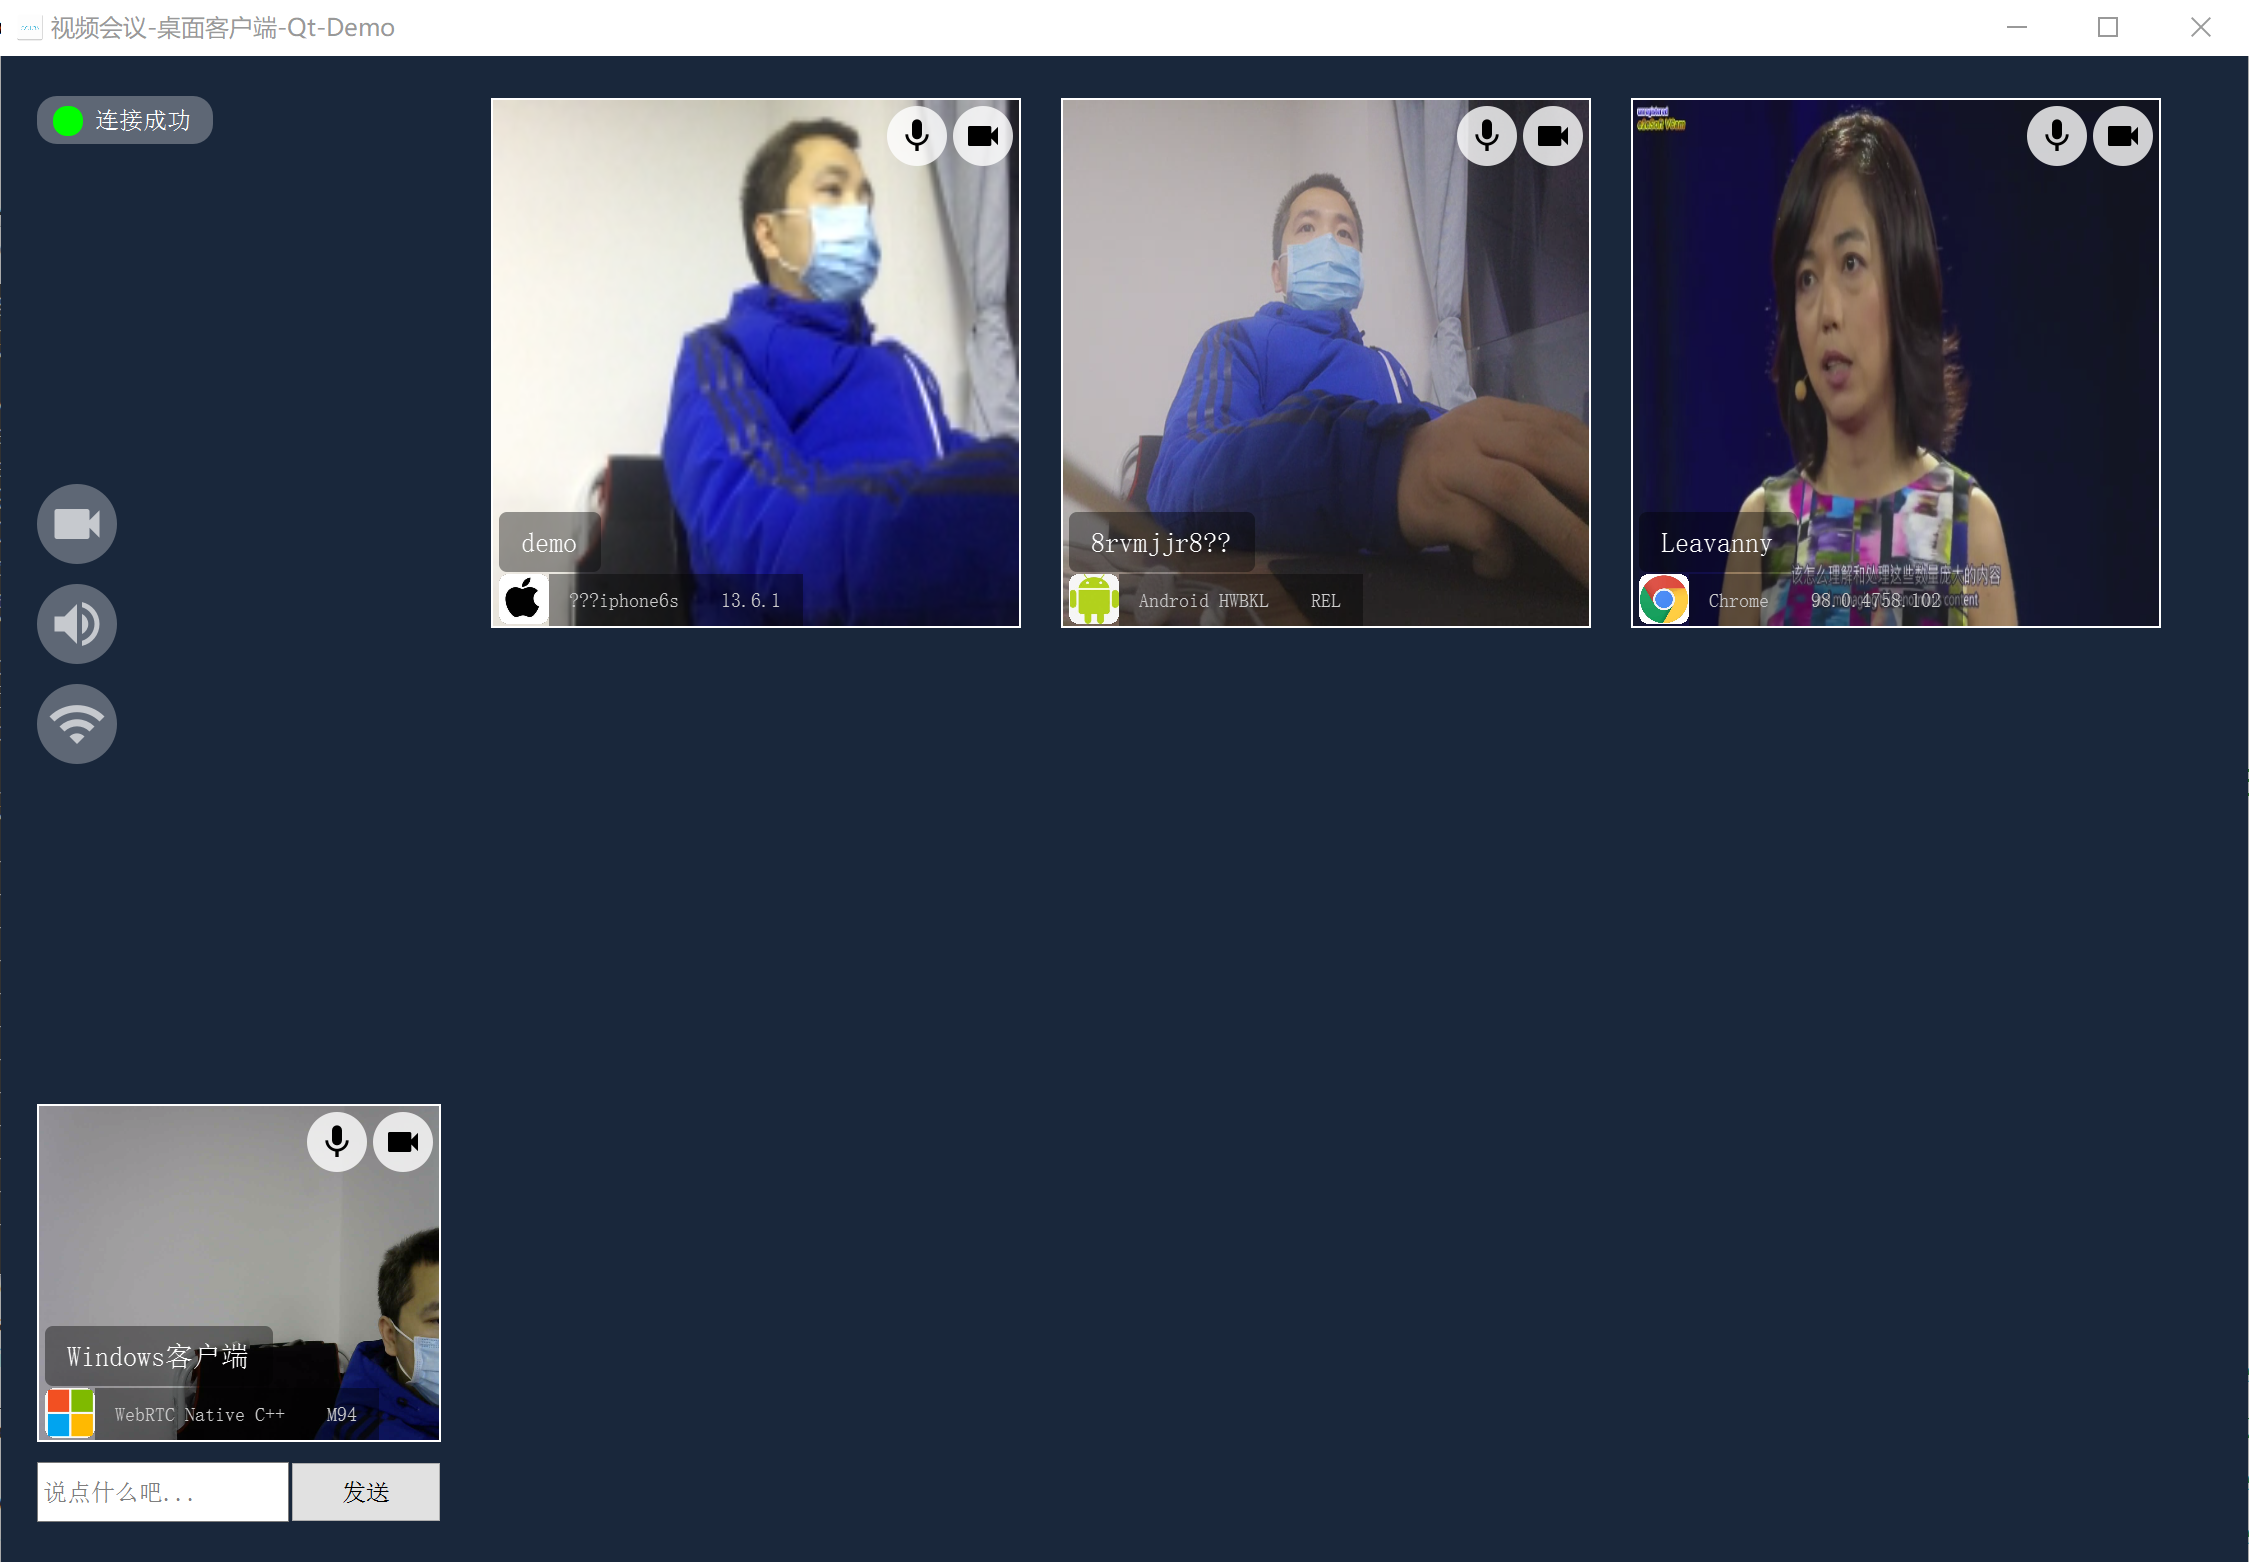 视频会议-桌面客户端-Qt-Demo
连接成功
demo
???iphone6s 13.6.1
8rvmjjr8??
Android HWBKL REL
Leavanny
该怎么理解和处理这些数量庞大的内容
Chrome 98.0.4758.102
content
Windows客户端
WebRTC Native C++ M94
说点什么吧...
发送